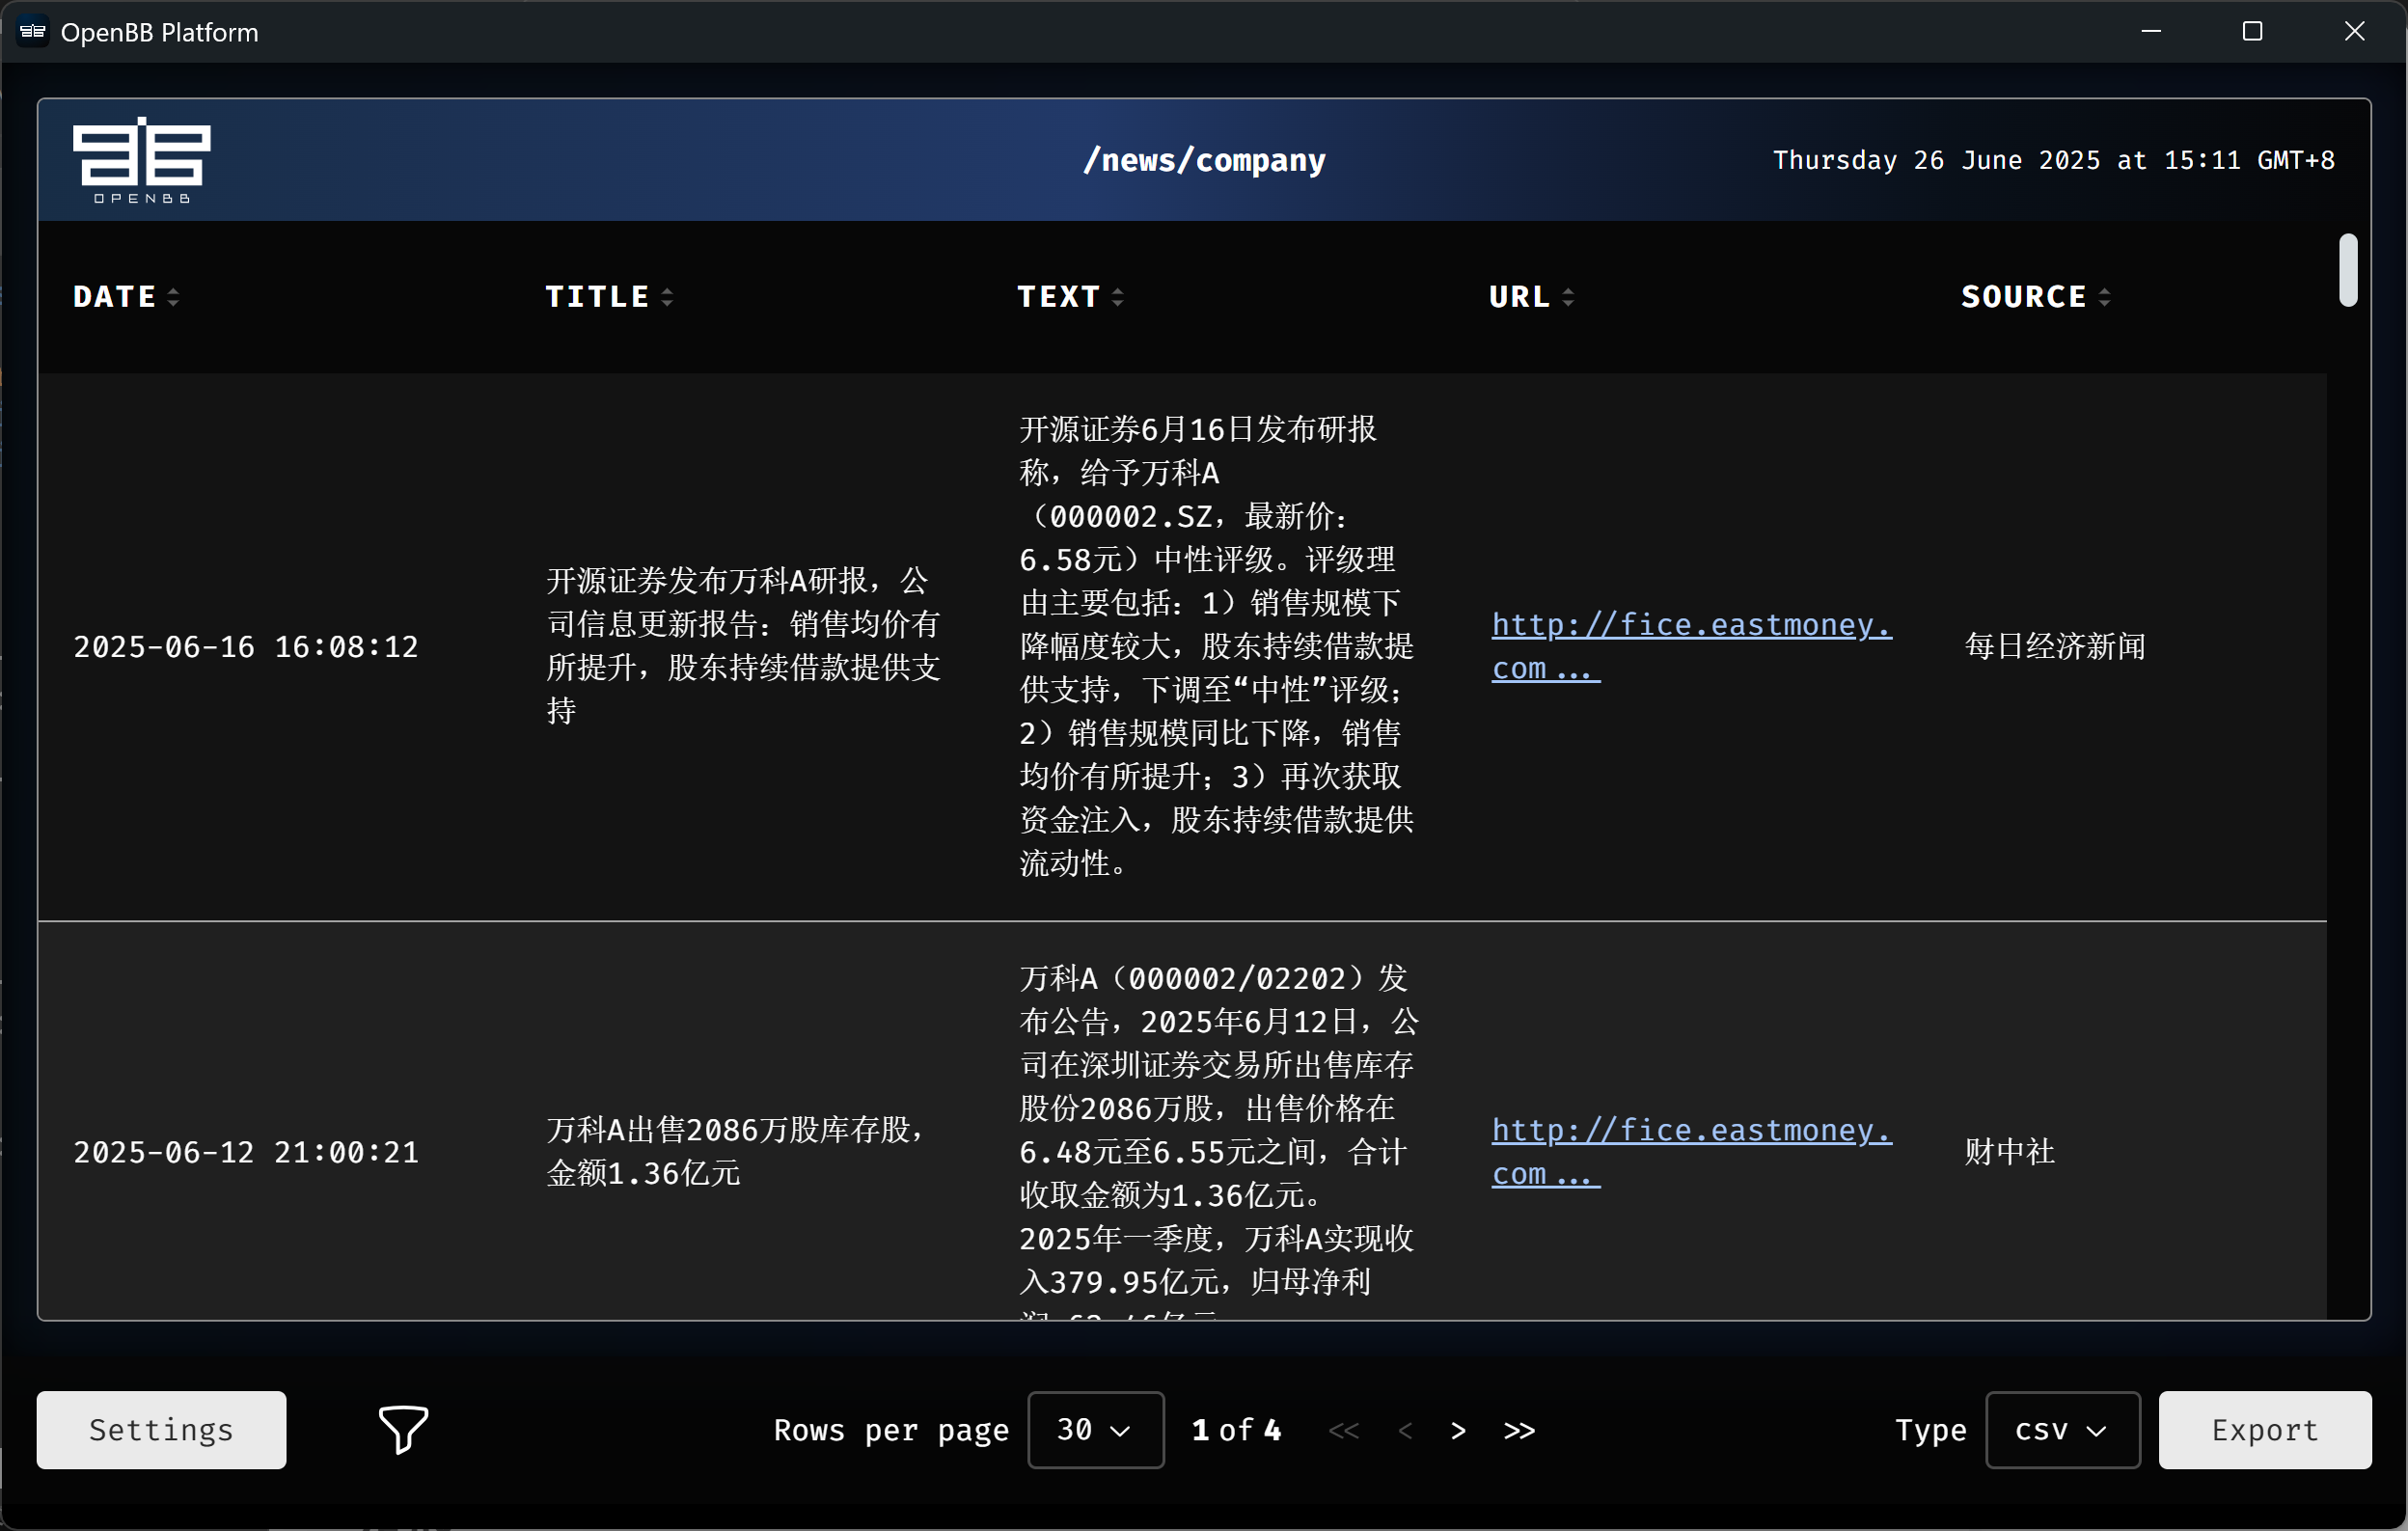 OpenBB Platform
OPENBB
/news/company
Thursday 26 June 2025 at 15:11 GMT+8
DATE TITLE TEXT URL SOURCE
2025-06-16 16:08:12
开源证券发布万科A研报，公
司信息更新报告：销售均价有
所提升，股东持续借款提供支
持
开源证券6月16日发布研报
称，给予万科A
（000002.SZ，最新价：
6.58元）中性评级。评级理
由主要包括：1）销售规模下
降幅度较大，股东持续借款提
供支持，下调至“中性”评级；
2）销售规模同比下降，销售
均价有所提升；3）再次获取
资金注入，股东持续借款提供
流动性。
http://fice.eastmoney.
com...
每日经济新闻
2025-06-12 21:00:21
万科A出售2086万股库存股，
金额1.36亿元
万科A（000002/02202）发
布公告，2025年6月12日，公
司在深圳证券交易所出售库存
股份2086万股，出售价格在
6.48元至6.55元之间，合计
收取金额为1.36亿元。
2025年一季度，万科A实现收
入379.95亿元，归母净利
http://fice.eastmoney.
com...
财中社
Settings
Rows per page 30 1 of 4 << < > >>
Type csv Export